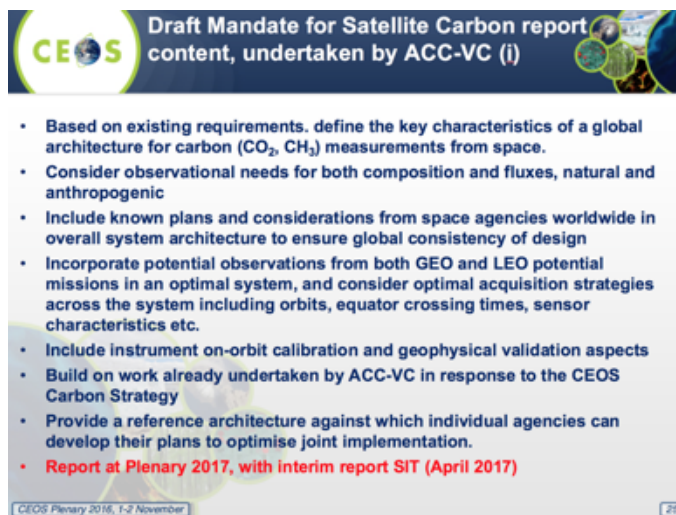 CEOS
Draft Mandate for Satellite Carbon report
content, undertaken by ACC-VC (i)
• Based on existing requirements. define the key characteristics of a global
architecture for carbon (CO₂, CH₄) measurements from space.
• Consider observational needs for both composition and fluxes, natural and
anthropogenic
• Include known plans and considerations from space agencies worldwide in
overall system architecture to ensure global consistency of design
• Incorporate potential observations from both GEO and LEO potential
missions in an optimal system, and consider optimal acquisition strategies
across the system including orbits, equator crossing times, sensor
characteristics etc.
• Include instrument on-orbit calibration and geophysical validation aspects
• Build on work already undertaken by ACC-VC in response to the CEOS
Carbon Strategy
• Provide a reference architecture against which individual agencies can
develop their plans to optimise joint implementation.
• Report at Plenary 2017, with interim report SIT (April 2017)
CEOS Plenary 2016, 1-2 November